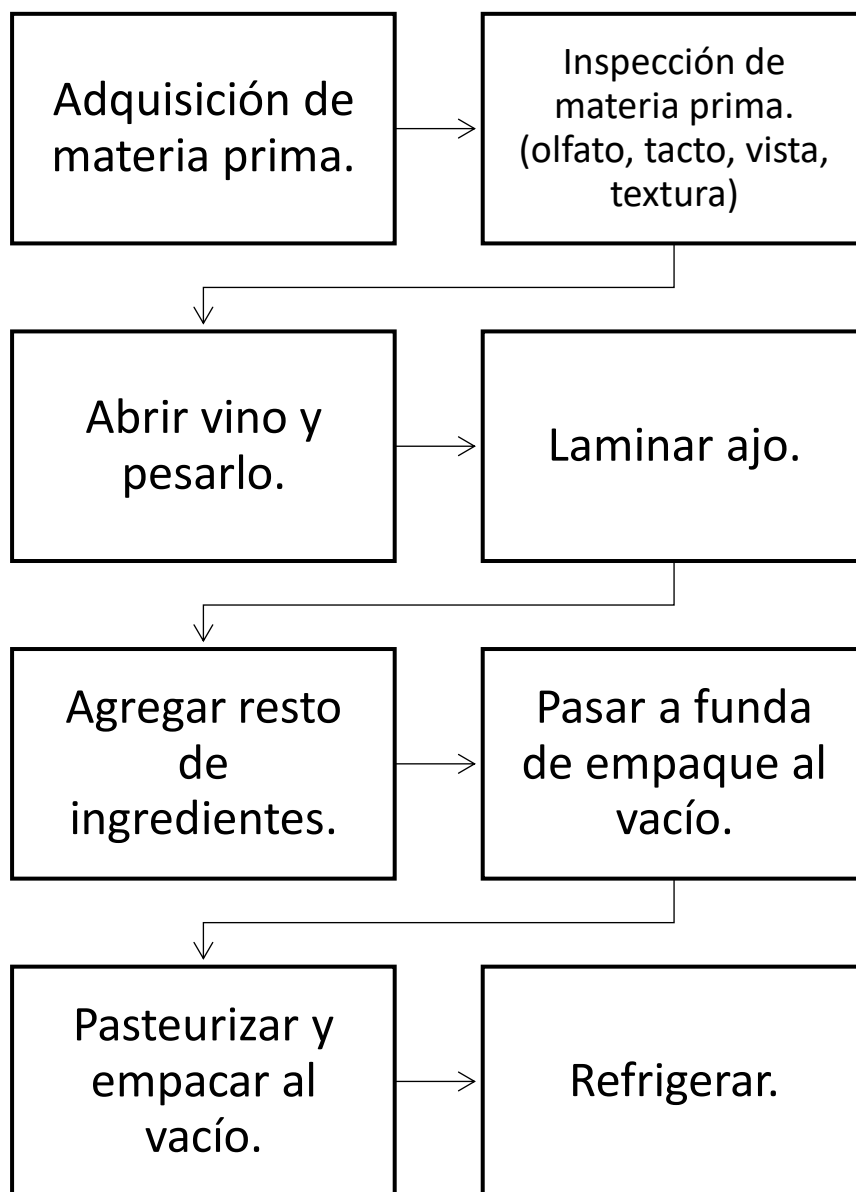 Adquisición de
materia prima.
Inspección de
materia prima.
(olfato, tacto, vista,
textura)
Abrir vino y
pesarlo.
Laminar ajo.
Agregar resto
de
ingredientes.
Pasar a funda
de empaque al
vacío.
Pasteurizar y
empacar al
vacío.
Refrigerar.